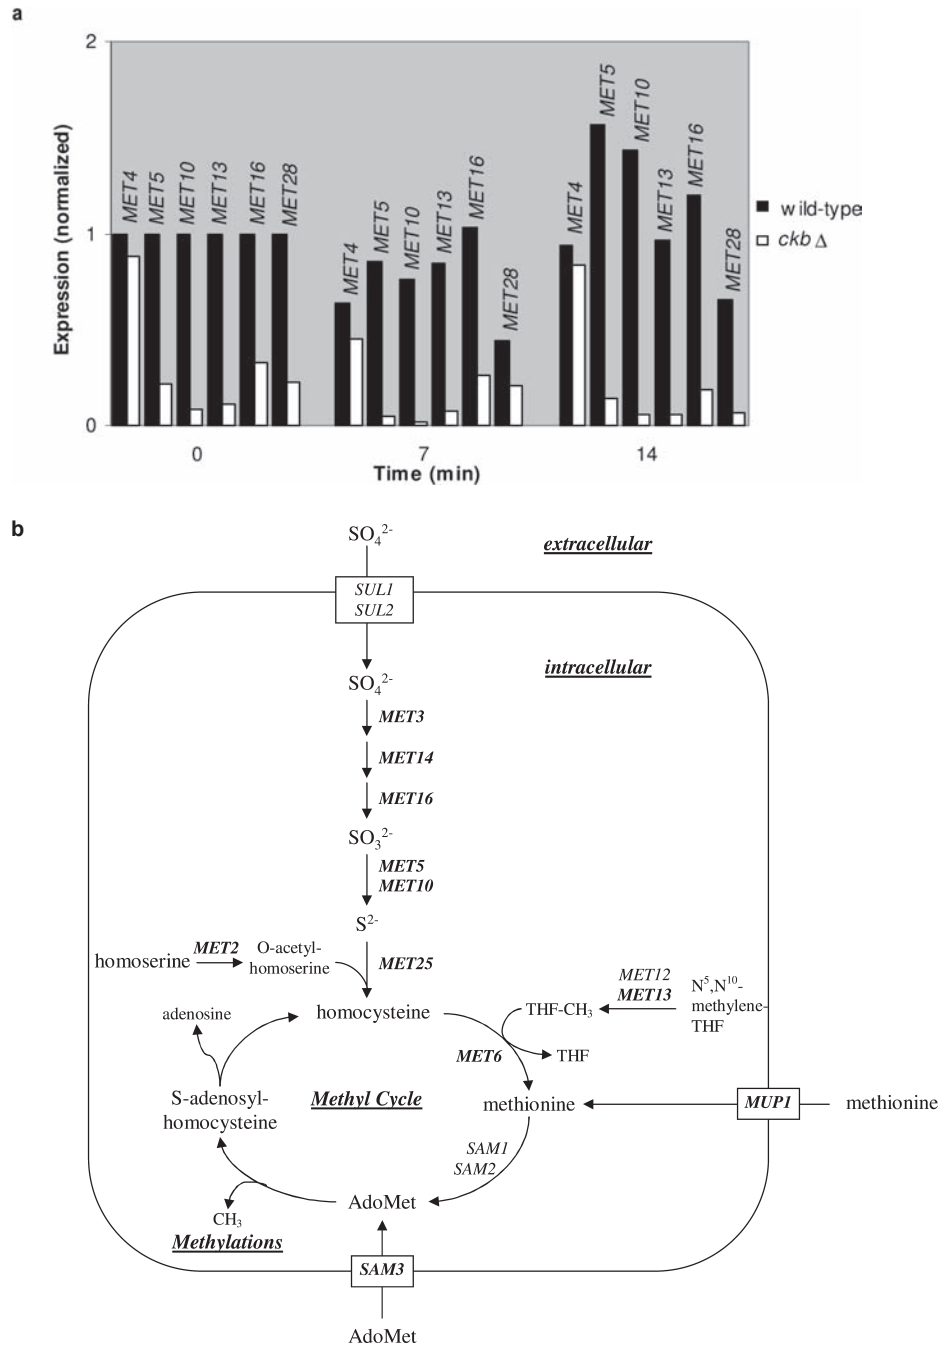 a
2
1
0
Expression (normalized)
MET4
MET5
MET10
MET13
MET16
MET28
MET4
MET5
MET10
MET13
MET16
MET28
MET4
MET5
MET10
MET13
MET16
MET28
wild-type
ckb Δ
0 7 14
Time (min)
b
SO₄²⁻
extracellular
SUL1
SUL2
intracellular
SO₄²⁻
MET3
MET14
MET16
SO₃²⁻
MET5
MET10
S²⁻
homoserine MET2 O-acetyl-
homoserine
MET25
MET12
MET13
N⁵,N¹⁰-
methylene-
THF
THF-CH₃
adenosine
homocysteine
MET6
THF
S-adenosyl-
homocysteine
Methyl Cycle
methionine
MUP1
methionine
SAM1
SAM2
AdoMet
CH₃
Methylations
SAM3
AdoMet